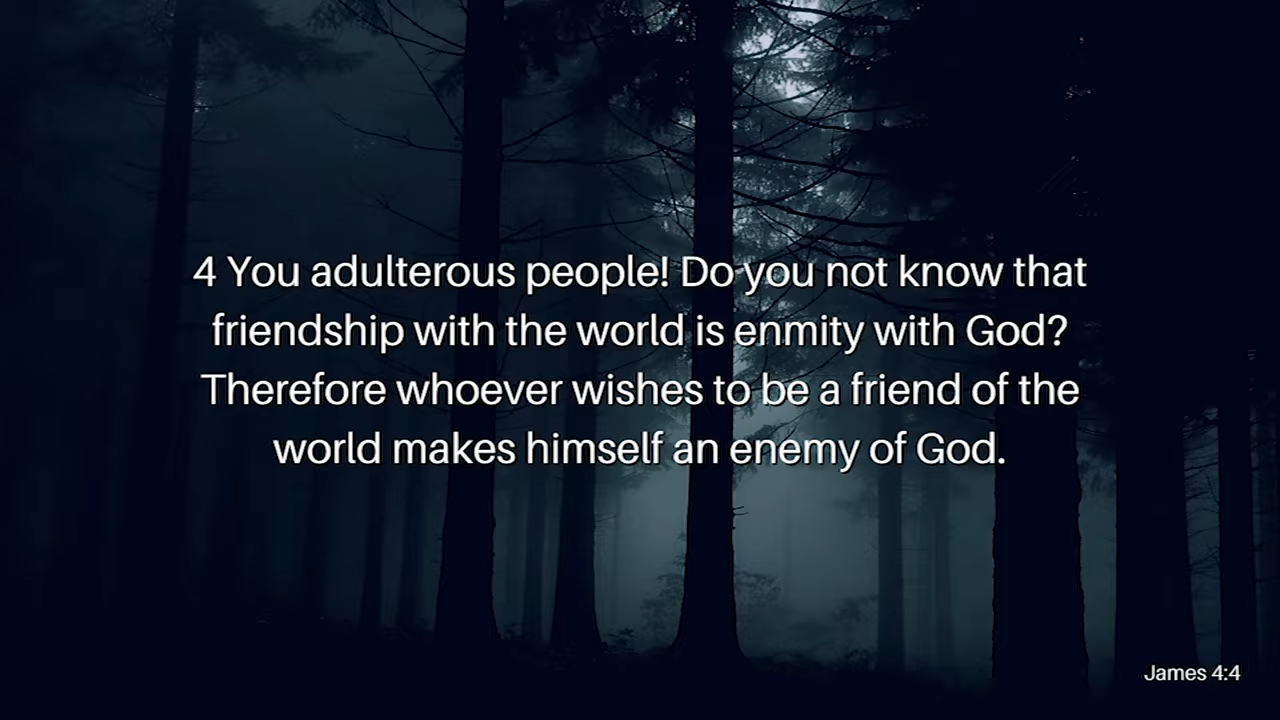 4 You adulterous people! Do you not know that
friendship with the world is enmity with God?
Therefore whoever wishes to be a friend of the
world makes himself an enemy of God.
James 4:4